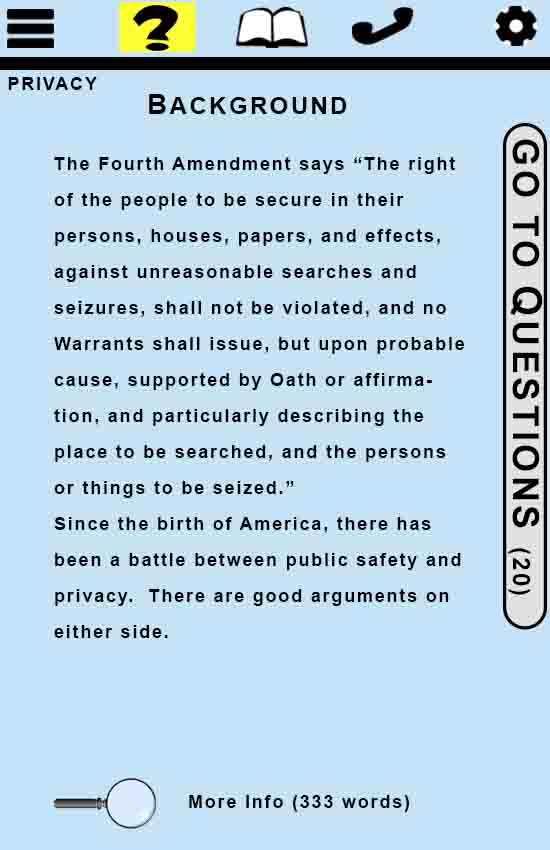 PRIVACY
BACKGROUND
The Fourth Amendment says “The right
of the people to be secure in their
persons, houses, papers, and effects,
against unreasonable searches and
seizures, shall not be violated, and no
Warrants shall issue, but upon probable
cause, supported by Oath or affirma-
tion, and particularly describing the
place to be searched, and the persons
or things to be seized.”
Since the birth of America, there has
been a battle between public safety and
privacy.  There are good arguments on
either side.
GO TO QUESTIONS (20)
More Info (333 words)